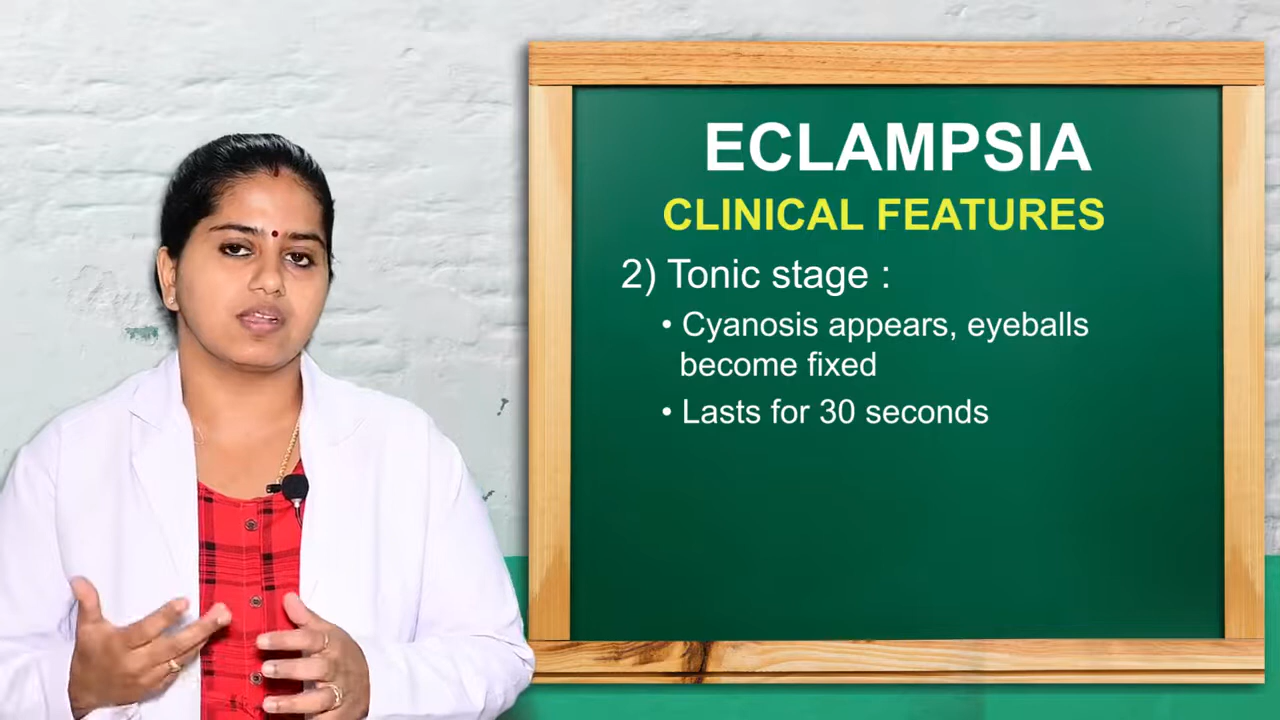 ECLAMPSIA
CLINICAL FEATURES
2) Tonic stage :
• Cyanosis appears, eyeballs
become fixed
• Lasts for 30 seconds